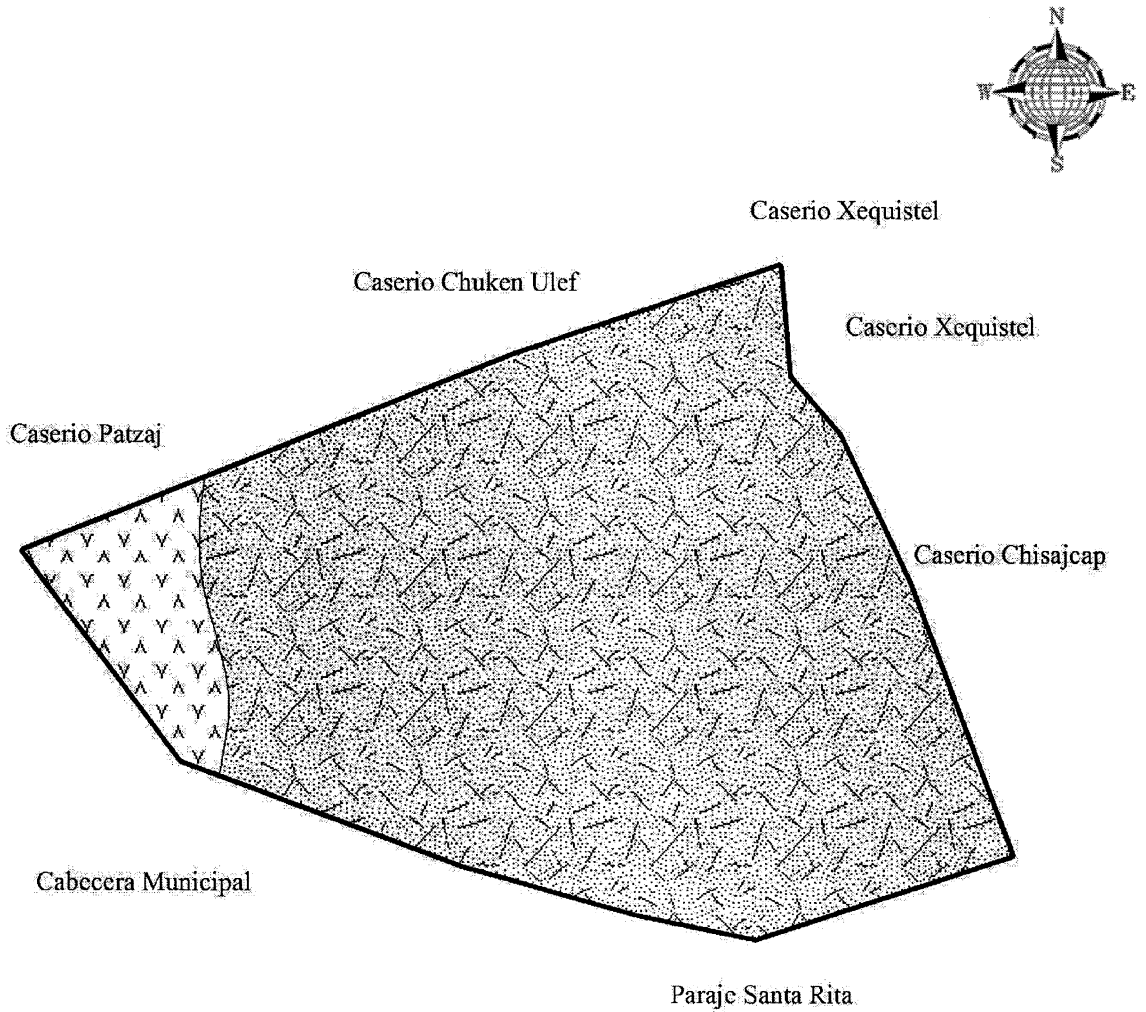 N
W E
S
Caserio Xequistel
Caserio Chuken Ulef
Caserio Xequistel
Caserio Patzaj
Caserio Chisajcap
Cabecera Municipal
Paraje Santa Rita